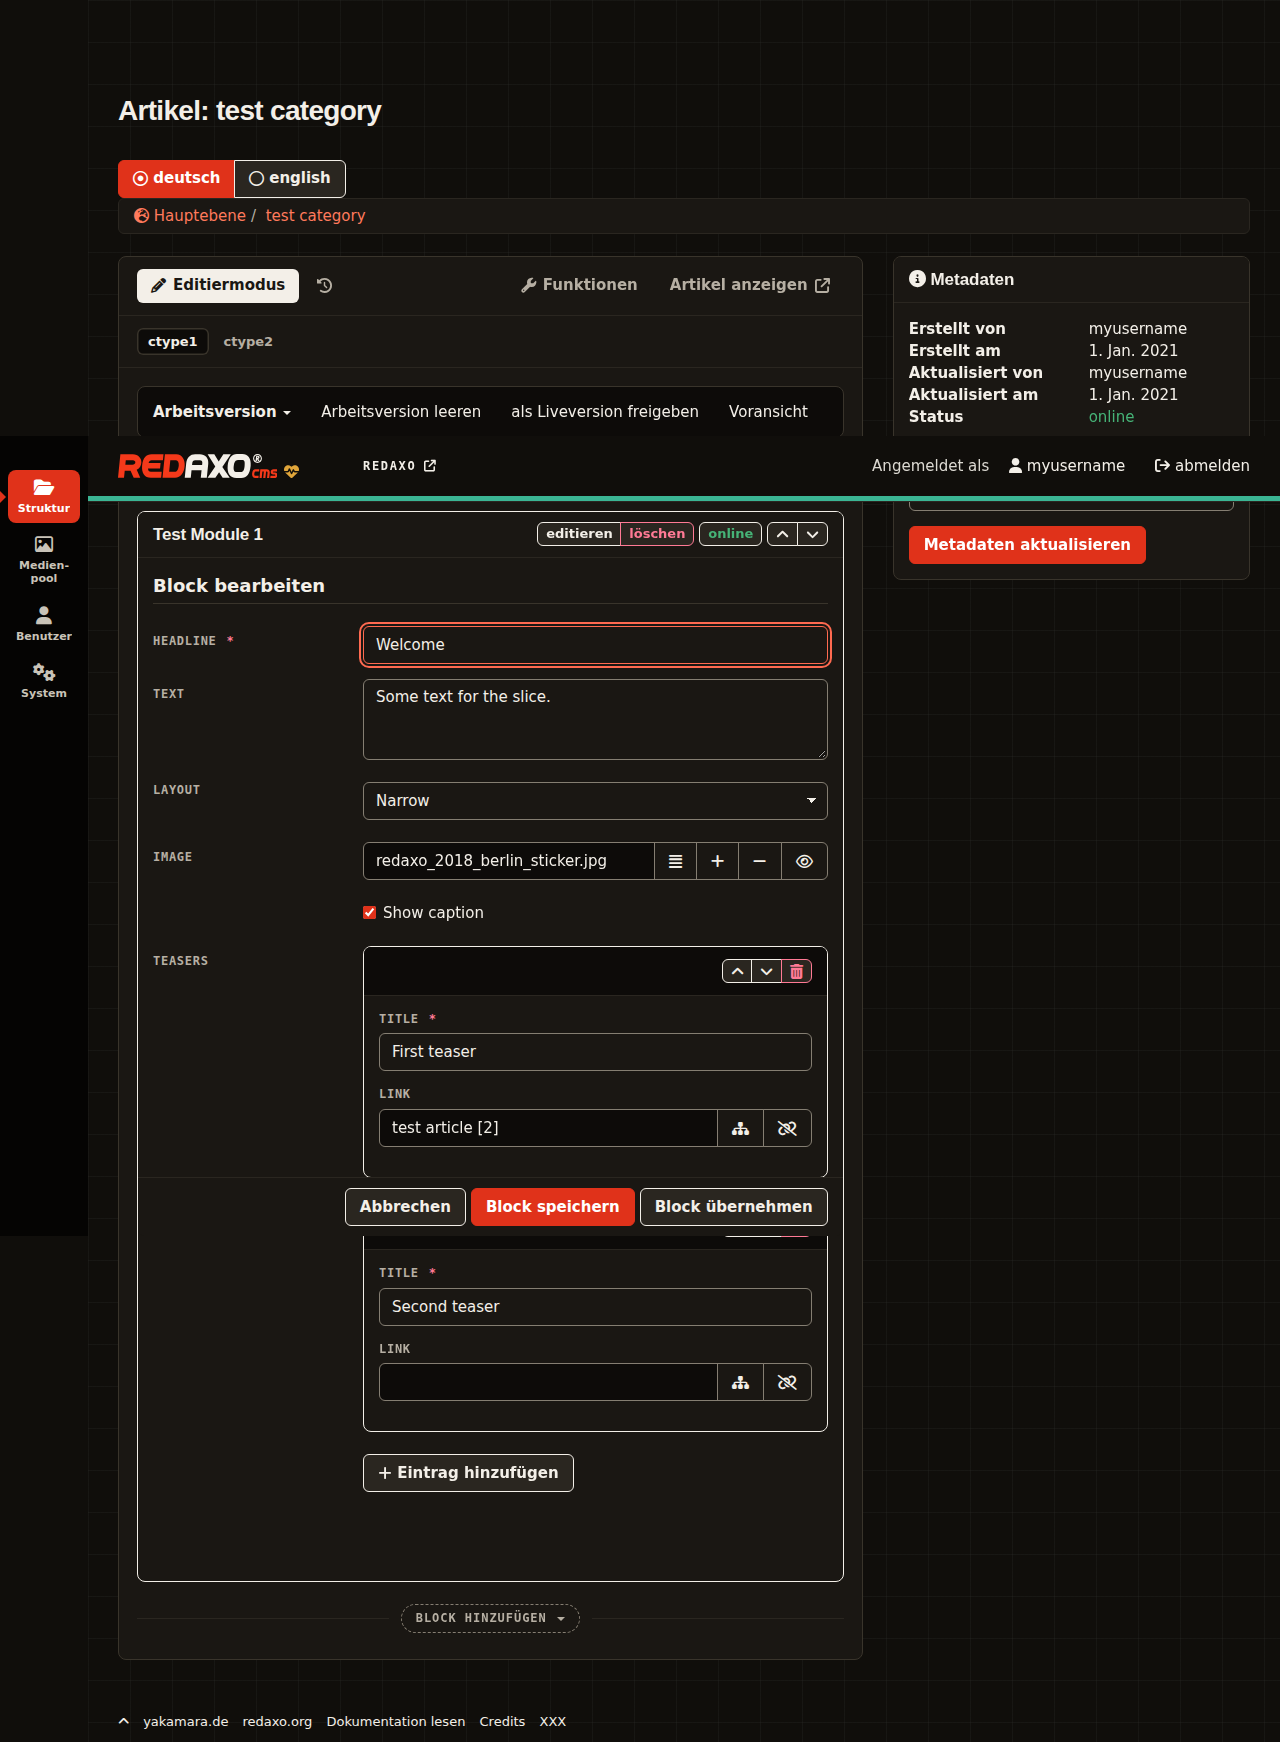 Artikel: test category
deutsch english
Hauptebene / test category
Editiermodus Funktionen Artikel anzeigen
ctype1 ctype2
Arbeitsversion Arbeitsversion leeren als Liveversion freigeben Voransicht
Metadaten
Erstellt von myusername
Erstellt am 1. Jan. 2021
Aktualisiert von myusername
Aktualisiert am 1. Jan. 2021
Status online
REDAXO® cms REDAXO Angemeldet als myusername abmelden
Struktur
Medien-
pool
Benutzer
System
Metadaten aktualisieren
Test Module 1 editieren löschen online
Block bearbeiten
HEADLINE * Welcome
TEXT Some text for the slice.
LAYOUT Narrow
IMAGE redaxo_2018_berlin_sticker.jpg
Show caption
TEASERS
TITLE *
First teaser
LINK
test article [2]
Abbrechen Block speichern Block übernehmen
TITLE *
Second teaser
LINK
Eintrag hinzufügen
BLOCK HINZUFÜGEN
yakamara.de redaxo.org Dokumentation lesen Credits XXX